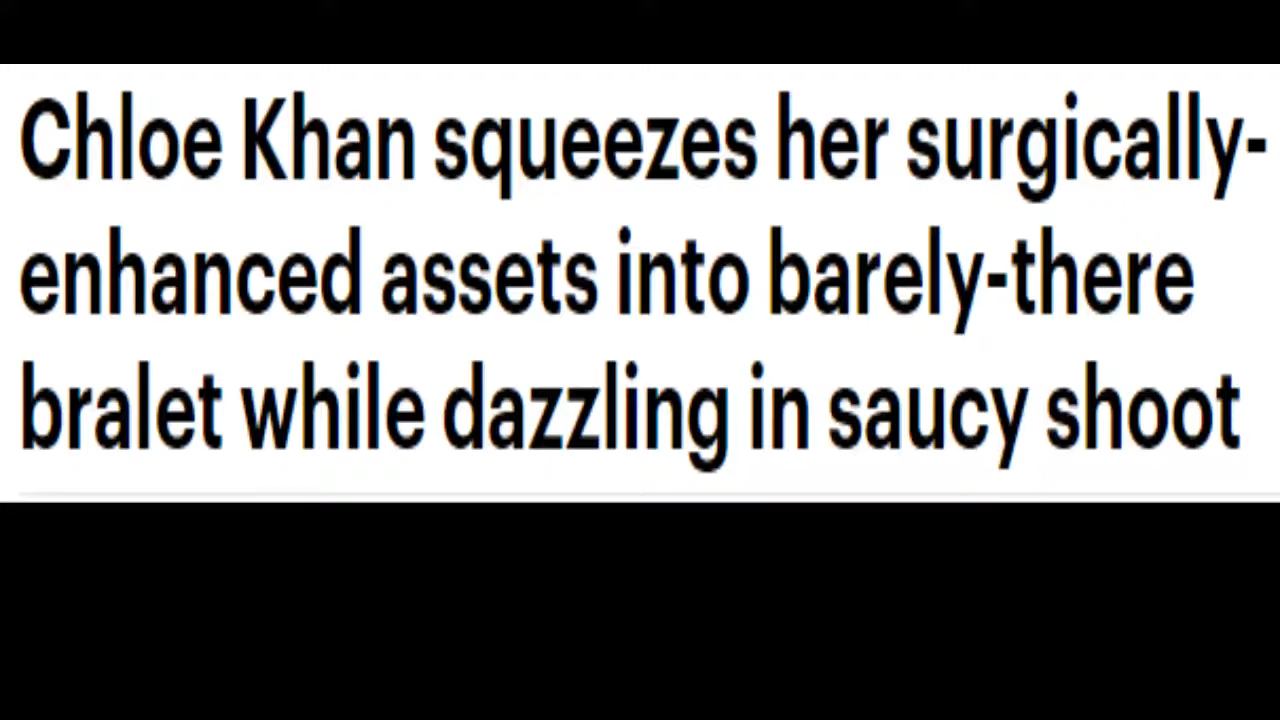 Chloe Khan squeezes her surgically-
enhanced assets into barely-there
bralet while dazzling in saucy shoot